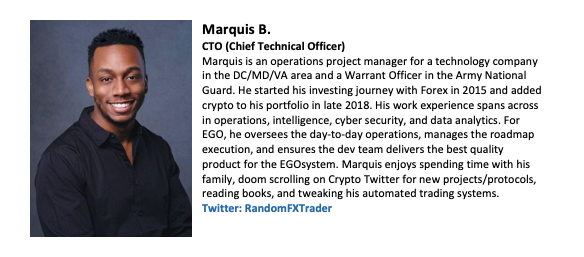 Marquis B.
CTO (Chief Technical Officer)
Marquis is an operations project manager for a technology company
in the DC/MD/VA area and a Warrant Officer in the Army National
Guard. He started his investing journey with Forex in 2015 and added
crypto to his portfolio in late 2018. His work experience spans across
in operations, intelligence, cyber security, and data analytics. For
EGO, he oversees the day-to-day operations, manages the roadmap
execution, and ensures the dev team delivers the best quality
product for the EGOsystem. Marquis enjoys spending time with his
family, doom scrolling on Crypto Twitter for new projects/protocols,
reading books, and tweaking his automated trading systems.
Twitter: RandomFXTrader